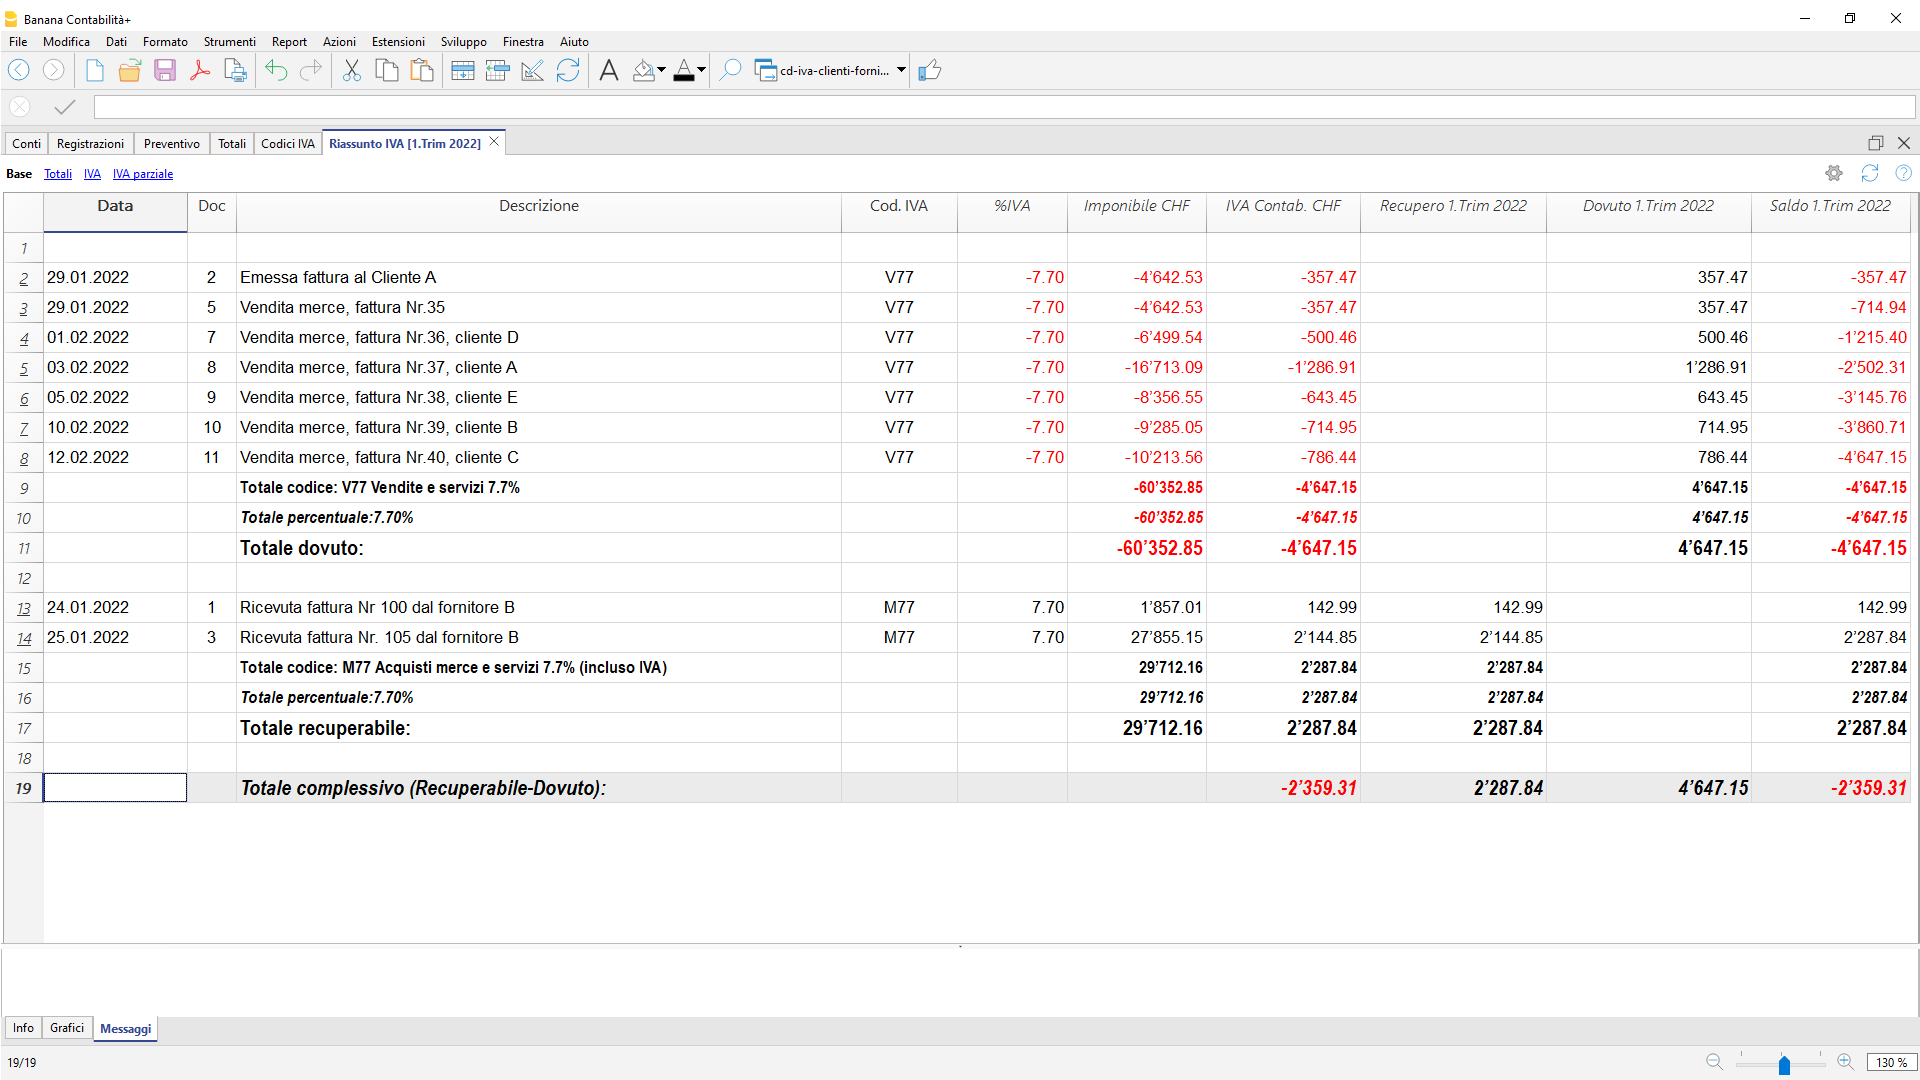 Banana Contabilità+
File Modifica Dati Formato Strumenti Report Azioni Estensioni Sviluppo Finestra Aiuto
cd-iva-clienti-forni...
Conti Registrazioni Preventivo Totali Codici IVA Riassunto IVA [1.Trim 2022]
Base Totali IVA IVA parziale
Data Doc Descrizione Cod. IVA %IVA Imponibile CHF IVA Contab. CHF Recupero 1.Trim 2022 Dovuto 1.Trim 2022 Saldo 1.Trim 2022
1
2 29.01.2022 2 Emessa fattura al Cliente A V77 -7.70 -4'642.53 -357.47 357.47 -357.47
3 29.01.2022 5 Vendita merce, fattura Nr.35 V77 -7.70 -4'642.53 -357.47 357.47 -714.94
4 01.02.2022 7 Vendita merce, fattura Nr.36, cliente D V77 -7.70 -6'499.54 -500.46 500.46 -1'215.40
5 03.02.2022 8 Vendita merce, fattura Nr.37, cliente A V77 -7.70 -16'713.09 -1'286.91 1'286.91 -2'502.31
6 05.02.2022 9 Vendita merce, fattura Nr.38, cliente E V77 -7.70 -8'356.55 -643.45 643.45 -3'145.76
7 10.02.2022 10 Vendita merce, fattura Nr.39, cliente B V77 -7.70 -9'285.05 -714.95 714.95 -3'860.71
8 12.02.2022 11 Vendita merce, fattura Nr.40, cliente C V77 -7.70 -10'213.56 -786.44 786.44 -4'647.15
9 Totale codice: V77 Vendite e servizi 7.7% -60'352.85 -4'647.15 4'647.15 -4'647.15
10 Totale percentuale:7.70% -60'352.85 -4'647.15 4'647.15 -4'647.15
11 Totale dovuto: -60'352.85 -4'647.15 4'647.15 -4'647.15
12
13 24.01.2022 1 Ricevuta fattura Nr 100 dal fornitore B M77 7.70 1'857.01 142.99 142.99 142.99
14 25.01.2022 3 Ricevuta fattura Nr. 105 dal fornitore B M77 7.70 27'855.15 2'144.85 2'144.85 2'287.84
15 Totale codice: M77 Acquisti merce e servizi 7.7% (incluso IVA) 29'712.16 2'287.84 2'287.84 2'287.84
16 Totale percentuale:7.70% 29'712.16 2'287.84 2'287.84 2'287.84
17 Totale recuperabile: 29'712.16 2'287.84 2'287.84 2'287.84
18
19 Totale complessivo (Recuperabile-Dovuto): -2'359.31 2'287.84 4'647.15 -2'359.31
Info Grafici Messaggi
19/19 130 %